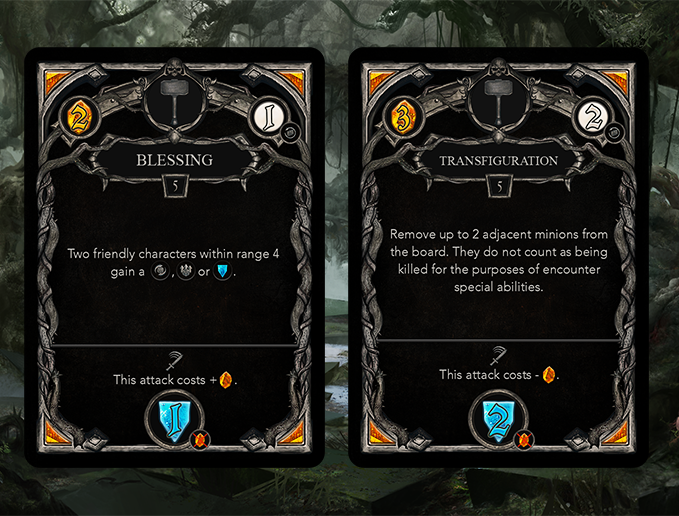 2
1
BLESSING
5
Two friendly characters within range 4
gain a , or .
This attack costs + .
1
3
2
TRANSFIGURATION
5
Remove up to 2 adjacent minions from
the board. They do not count as being
killed for the purposes of encounter
special abilities.
This attack costs - .
2